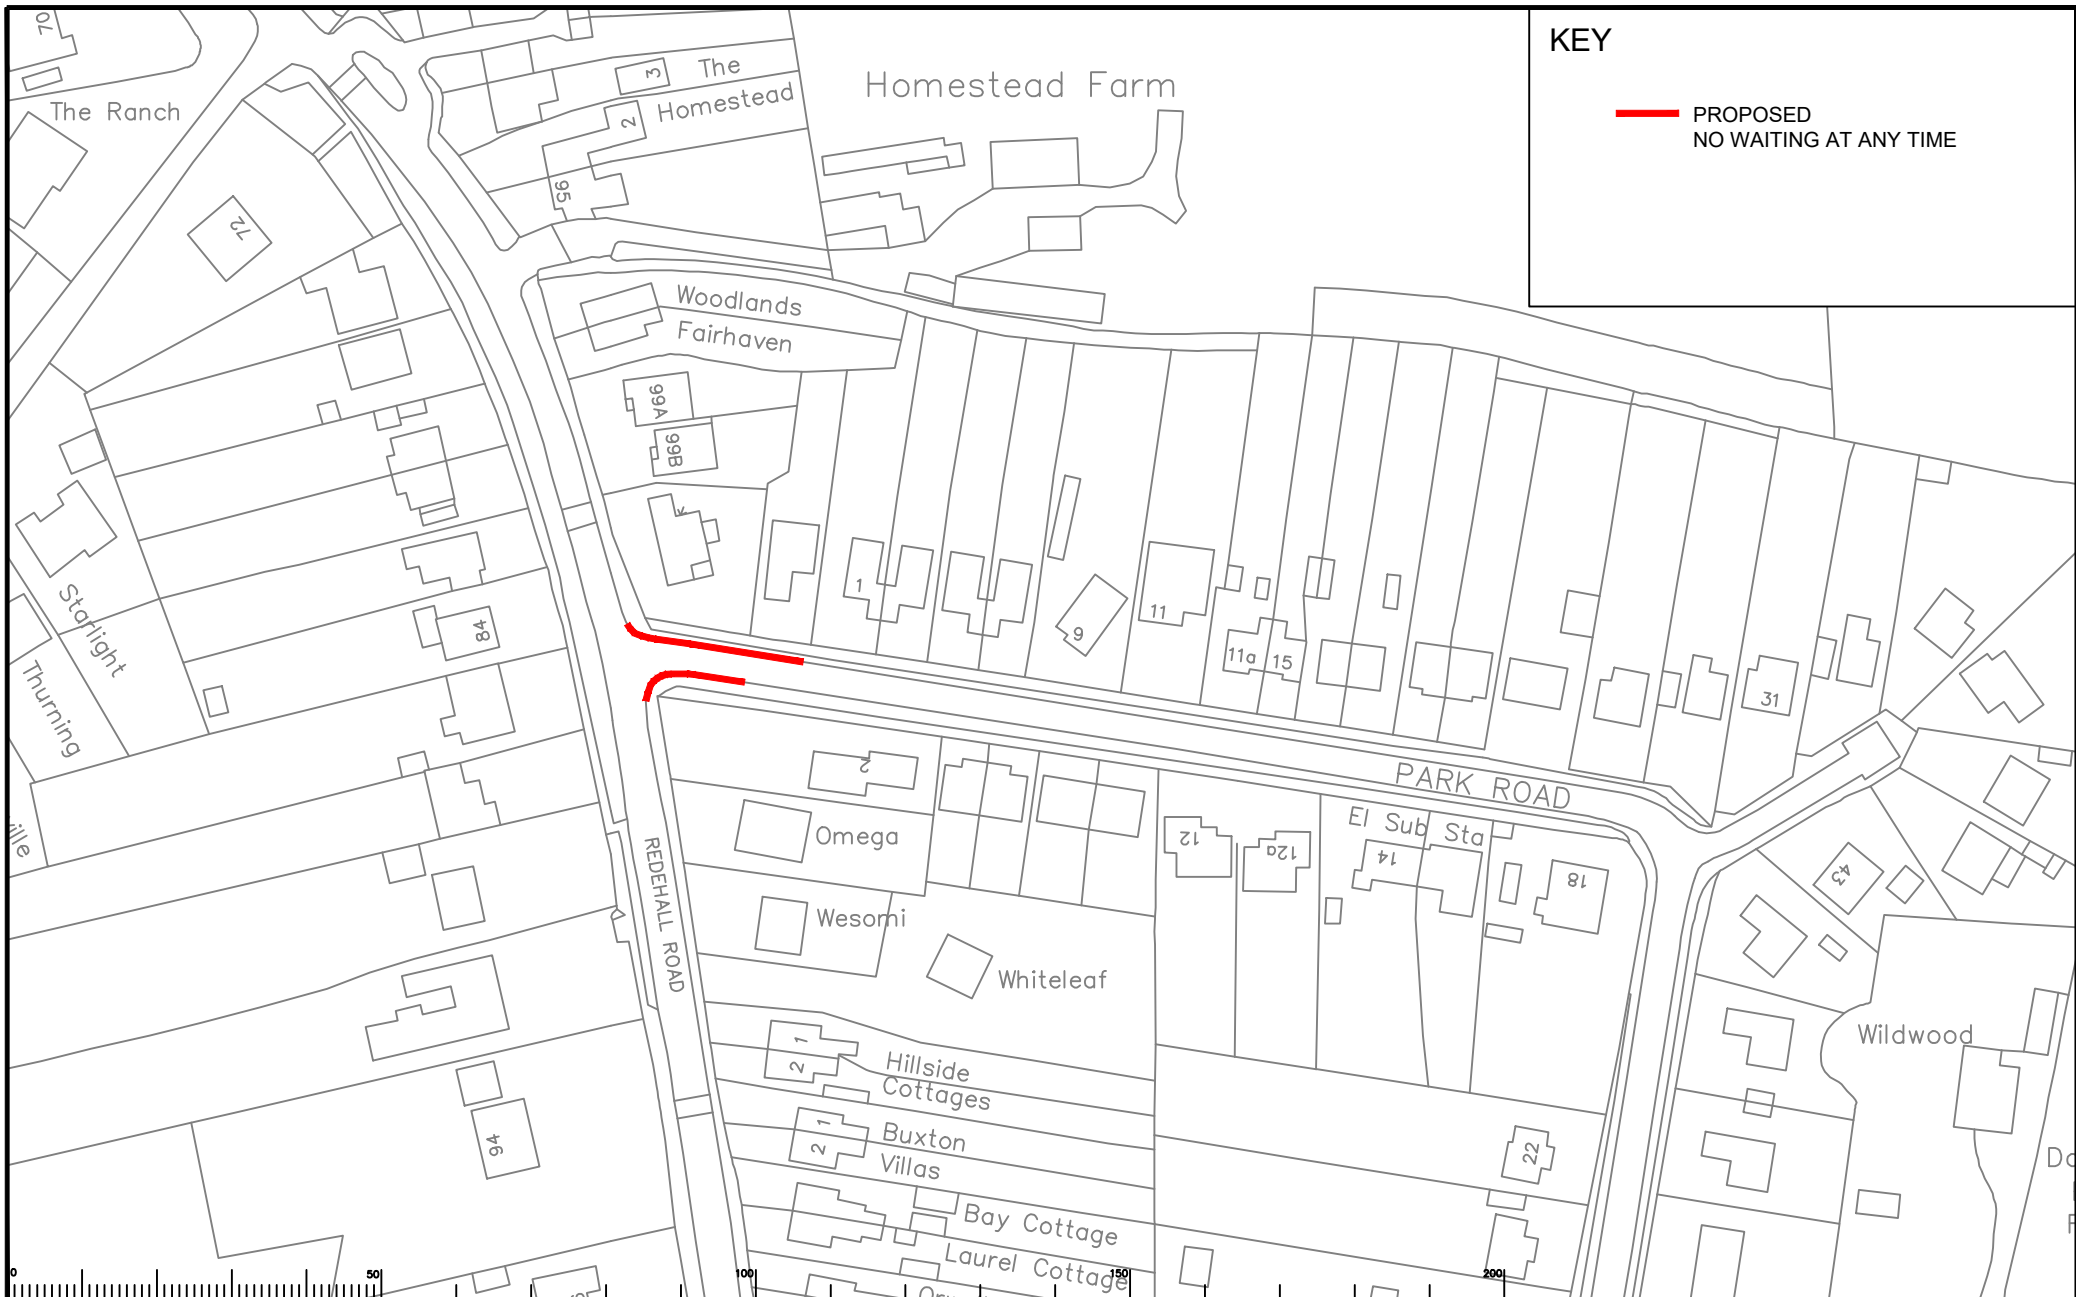 KEY
PROPOSED
NO WAITING AT ANY TIME
70
The Ranch
3
The
2
Homestead
Homestead Farm
95
72
Woodlands
Fairhaven
99A
99B
1
9
11
11a
15
31
84
Starlight
Thurning
ville
2
Omega
Wesomi
Whiteleaf
REDEHALL ROAD
PARK ROAD
El Sub Sta
12
12a
14
18
43
Wildwood
94
1
2
Hillside
Cottages
1
2
Buxton
Villas
22
Bay Cottage
Laurel Cottage
0
50
100
150
200